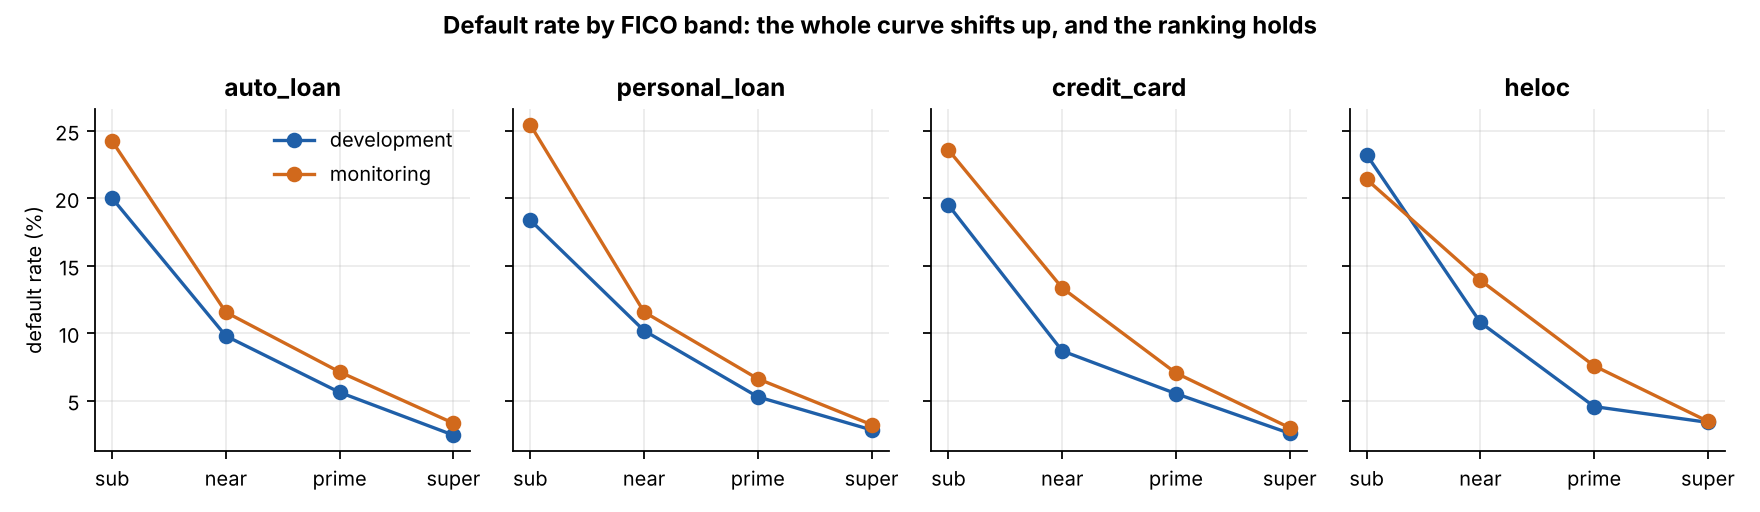 Default rate by FICO band: the whole curve shifts up, and the ranking holds
auto_loan
personal_loan
credit_card
heloc
development
monitoring
default rate (%)
25
20
15
10
5
sub near prime super
sub near prime super
sub near prime super
sub near prime super